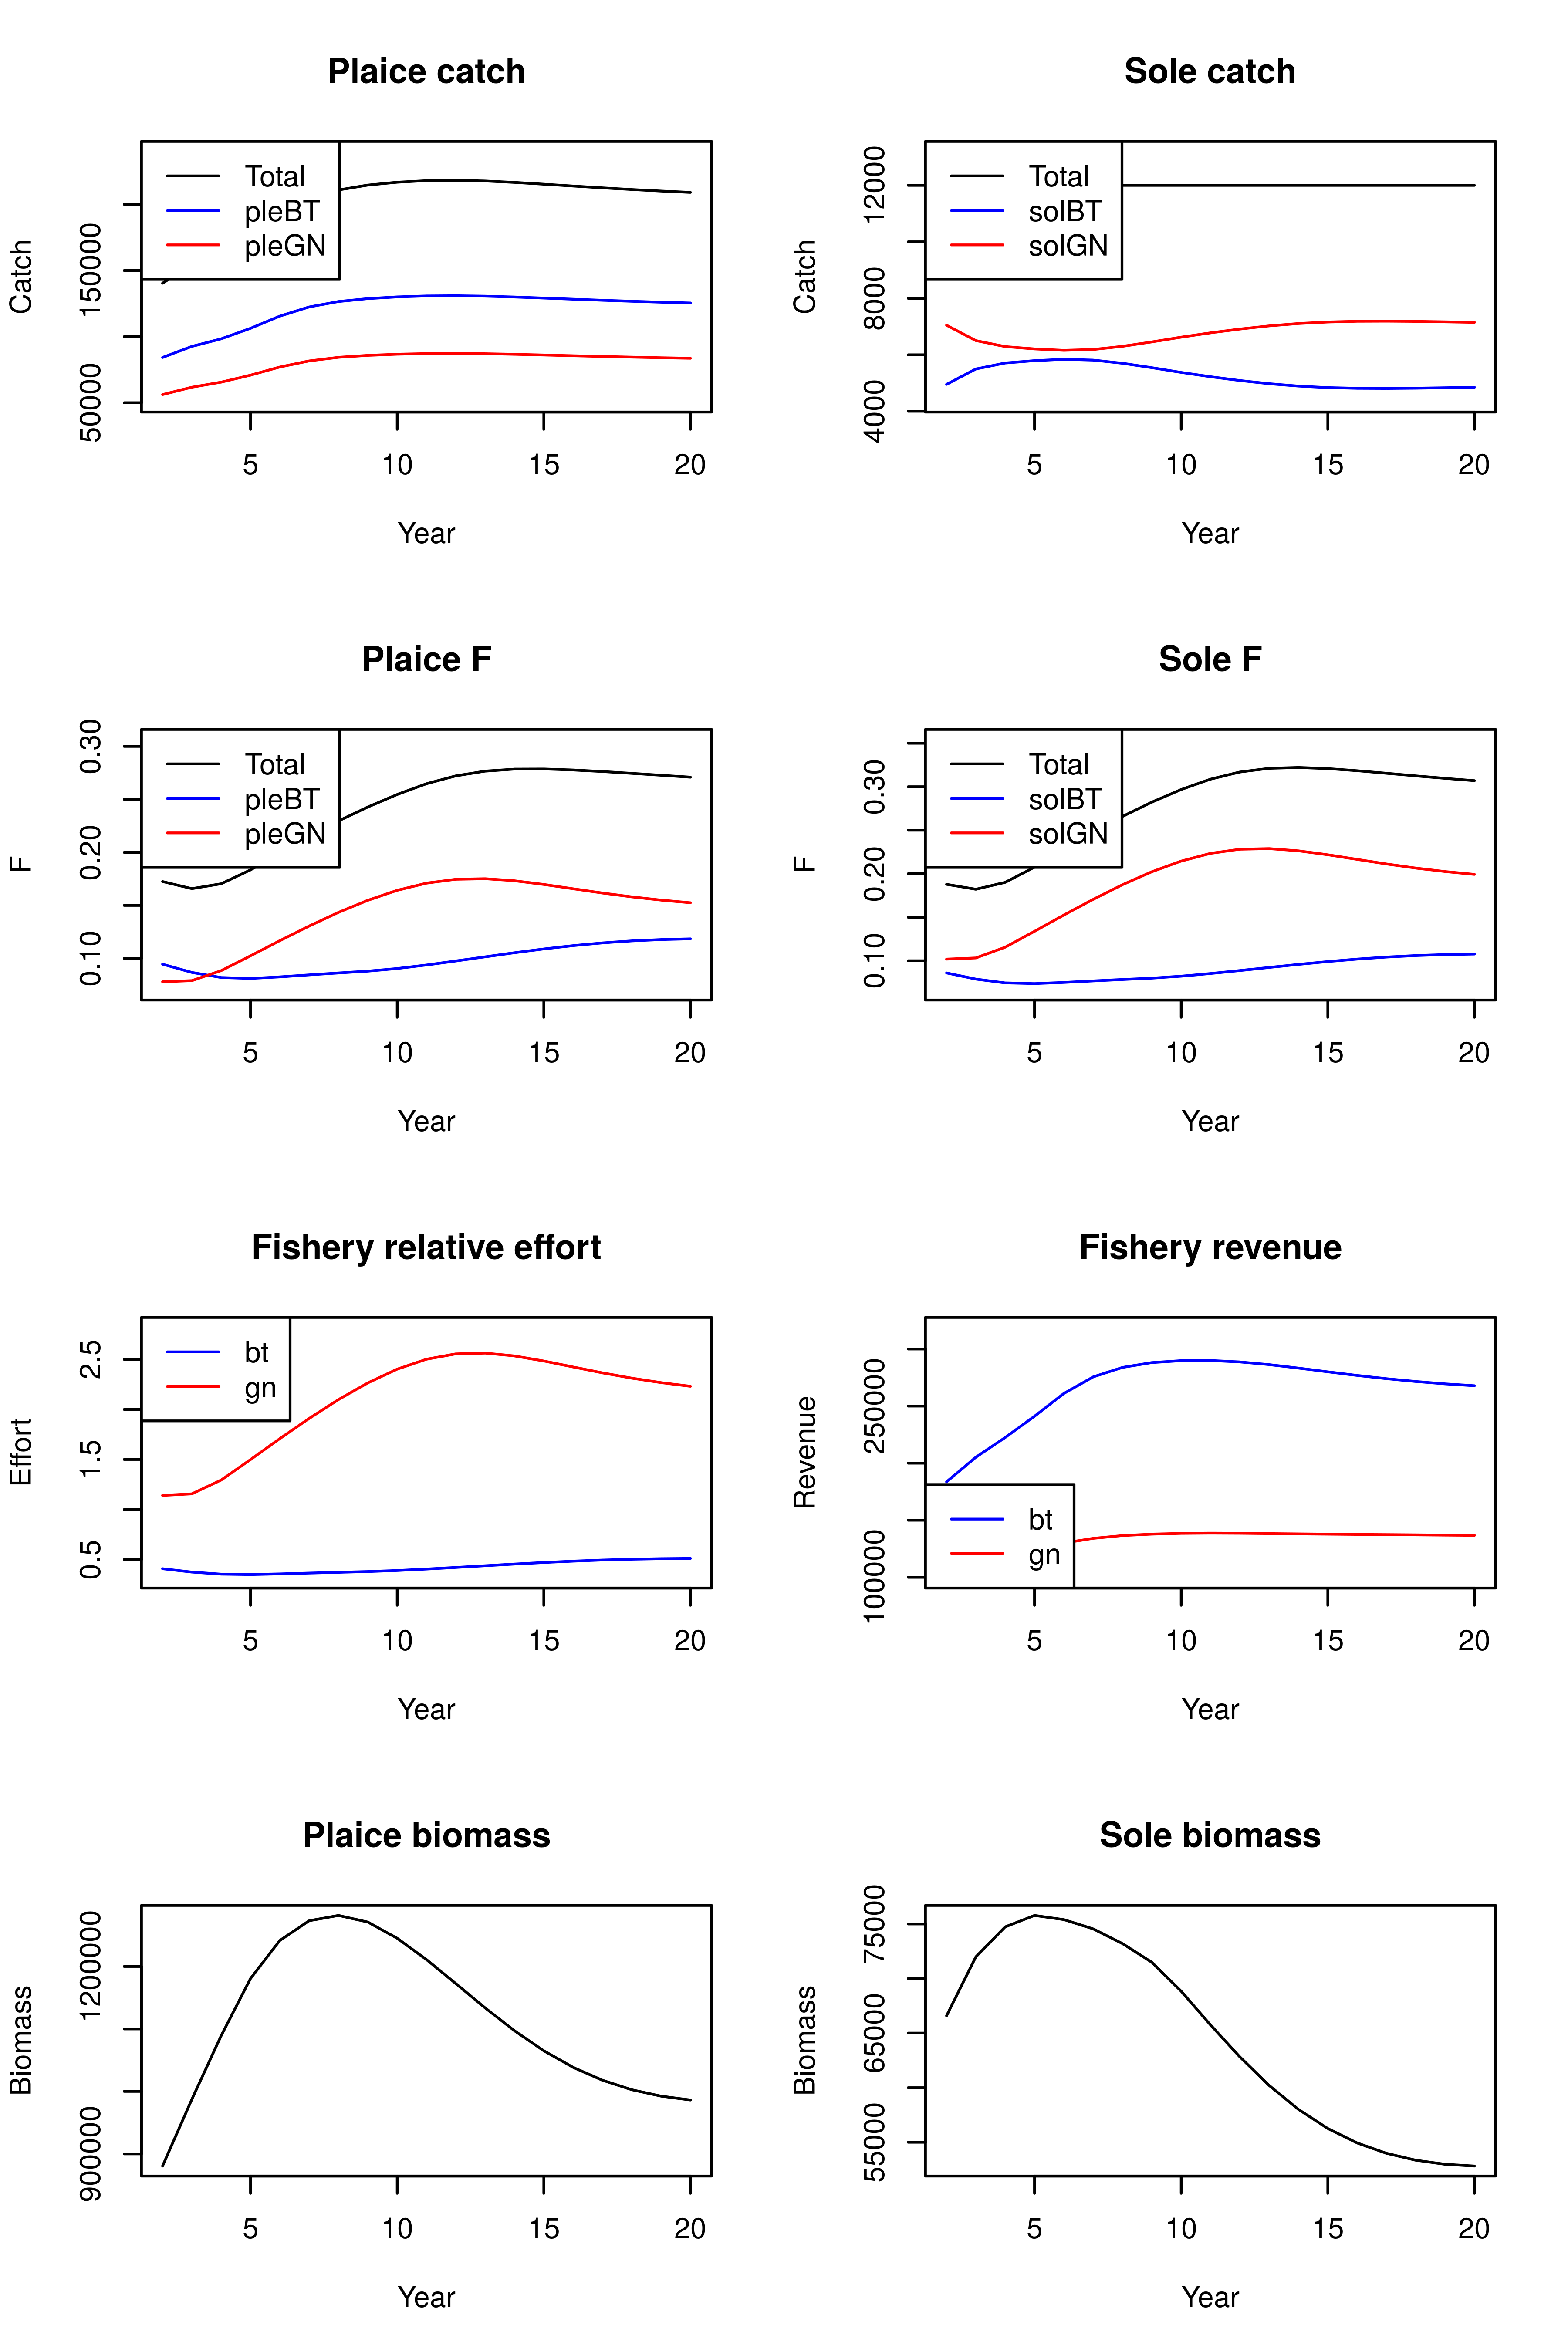 Plaice catch
Catch
50000 150000
Total
pleBT
pleGN
5 10 15 20
Year
Sole catch
Catch
4000 8000 12000
Total
solBT
solGN
5 10 15 20
Year
Plaice F
F
0.10 0.20 0.30
Total
pleBT
pleGN
5 10 15 20
Year
Sole F
F
0.10 0.20 0.30
Total
solBT
solGN
5 10 15 20
Year
Fishery relative effort
Effort
0.5 1.5 2.5
bt
gn
5 10 15 20
Year
Fishery revenue
Revenue
100000 250000
bt
gn
5 10 15 20
Year
Plaice biomass
Biomass
900000 1200000
5 10 15 20
Year
Sole biomass
Biomass
55000 65000 75000
5 10 15 20
Year